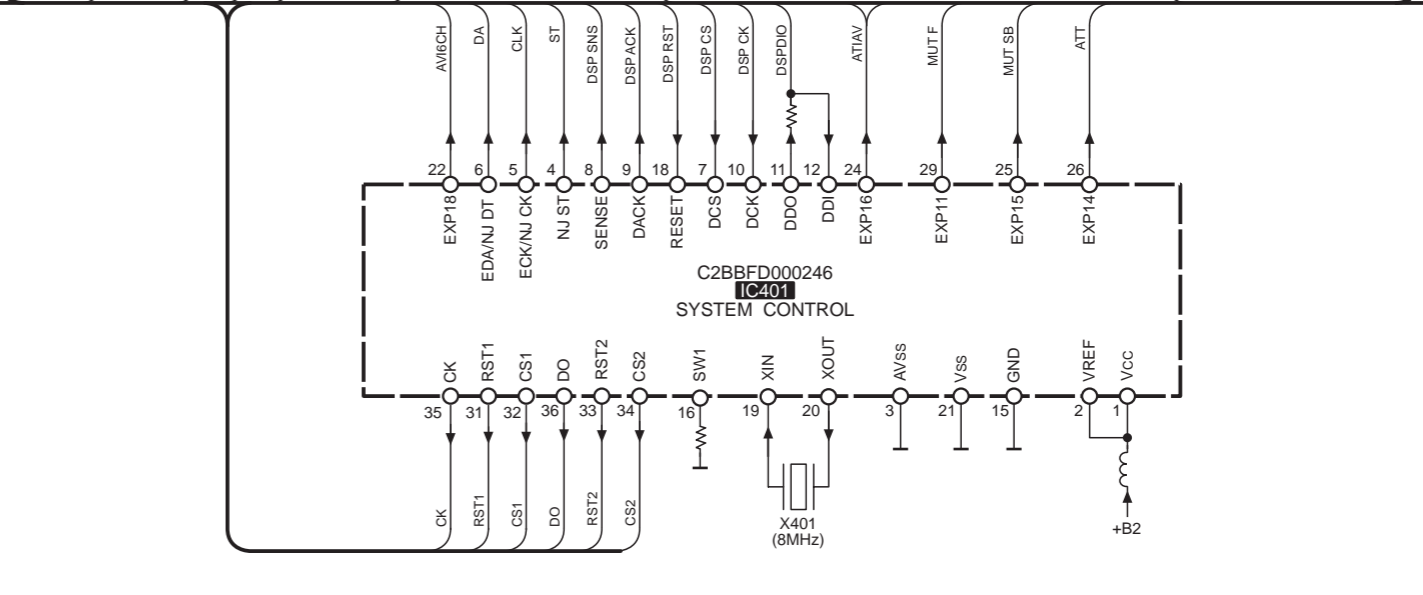 AVI6CH
DA
CLK
ST
DSP SNS
DSP ACK
DSP RST
DSP CS
DSP CK
DSPDIO
ATIAV
MUT F
MUT SB
ATT
22
6
5
4
8
9
18
7
10
11
12
24
29
25
26
EXP18
EDA/NJ DT
ECK/NJ CK
NJ ST
SENSE
DACK
RESET
DCS
DCK
DDO
DDI
EXP16
EXP11
EXP15
EXP14
C2BBFD000246
IC401
SYSTEM CONTROL
CK
RST1
CS1
DO
RST2
CS2
SW1
XIN
XOUT
AVss
Vss
GND
VREF
Vcc
35
31
32
36
33
34
16
19
20
3
21
15
2
1
CK
RST1
CS1
DO
RST2
CS2
X401
(8MHz)
+B2